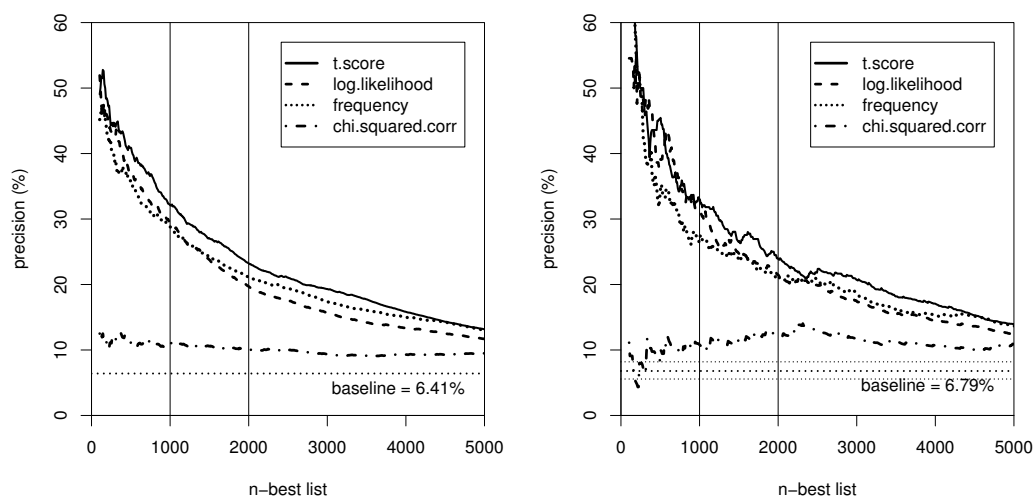 60
50
40
30
20
10
0
precision (%)
t.score
log.likelihood
frequency
chi.squared.corr
baseline = 6.41%
0 1000 2000 3000 4000 5000
n−best list
60
50
40
30
20
10
0
precision (%)
t.score
log.likelihood
frequency
chi.squared.corr
baseline = 6.79%
0 1000 2000 3000 4000 5000
n−best list